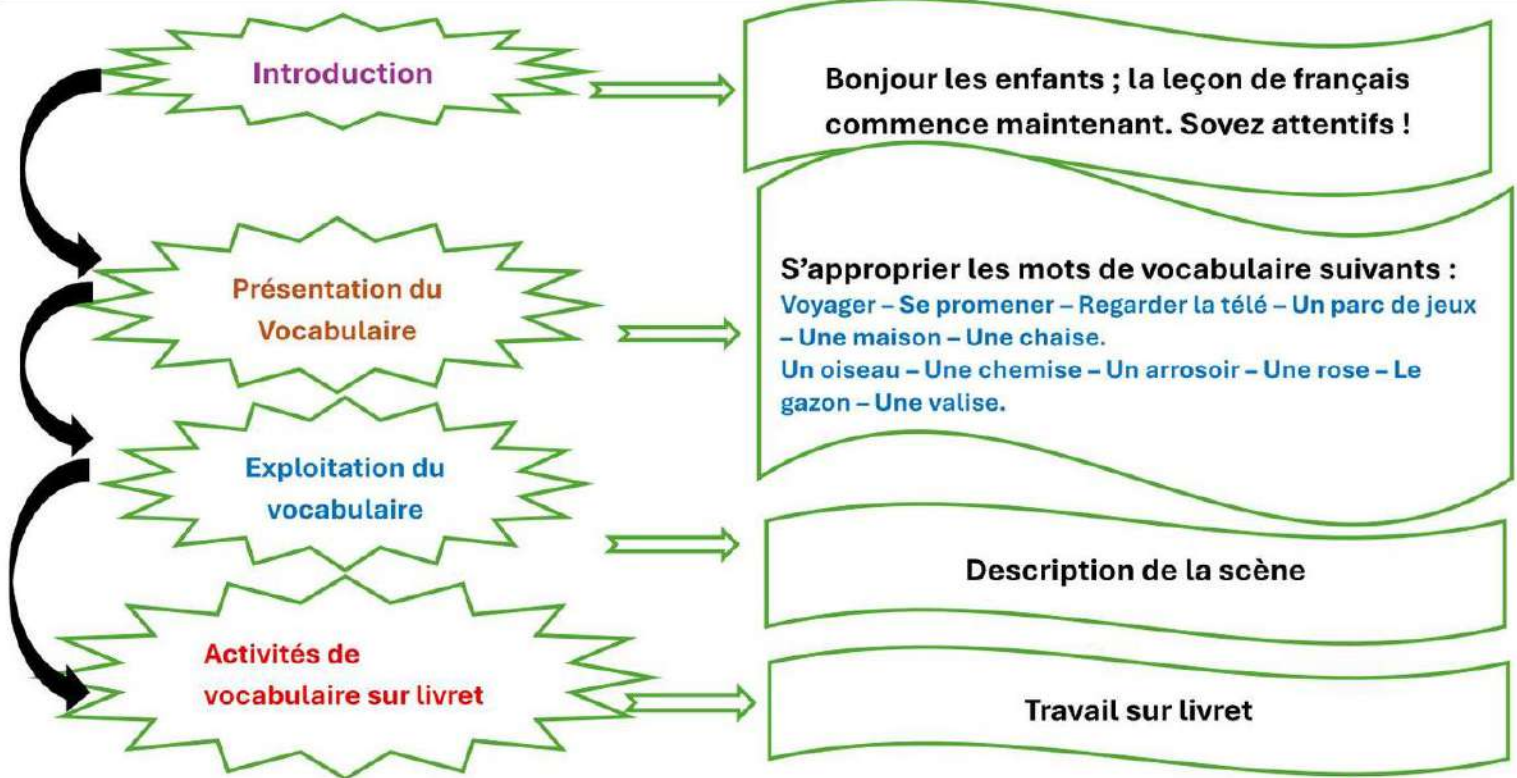 Introduction
Bonjour les enfants ; la leçon de français
commence maintenant. Soyez attentifs !
Présentation du
Vocabulaire
S’approprier les mots de vocabulaire suivants :
Voyager – Se promener – Regarder la télé – Un parc de jeux
– Une maison – Une chaise.
Un oiseau – Une chemise – Un arrosoir – Une rose – Le
gazon – Une valise.
Exploitation du
vocabulaire
Description de la scène
Activités de
vocabulaire sur livret
Travail sur livret